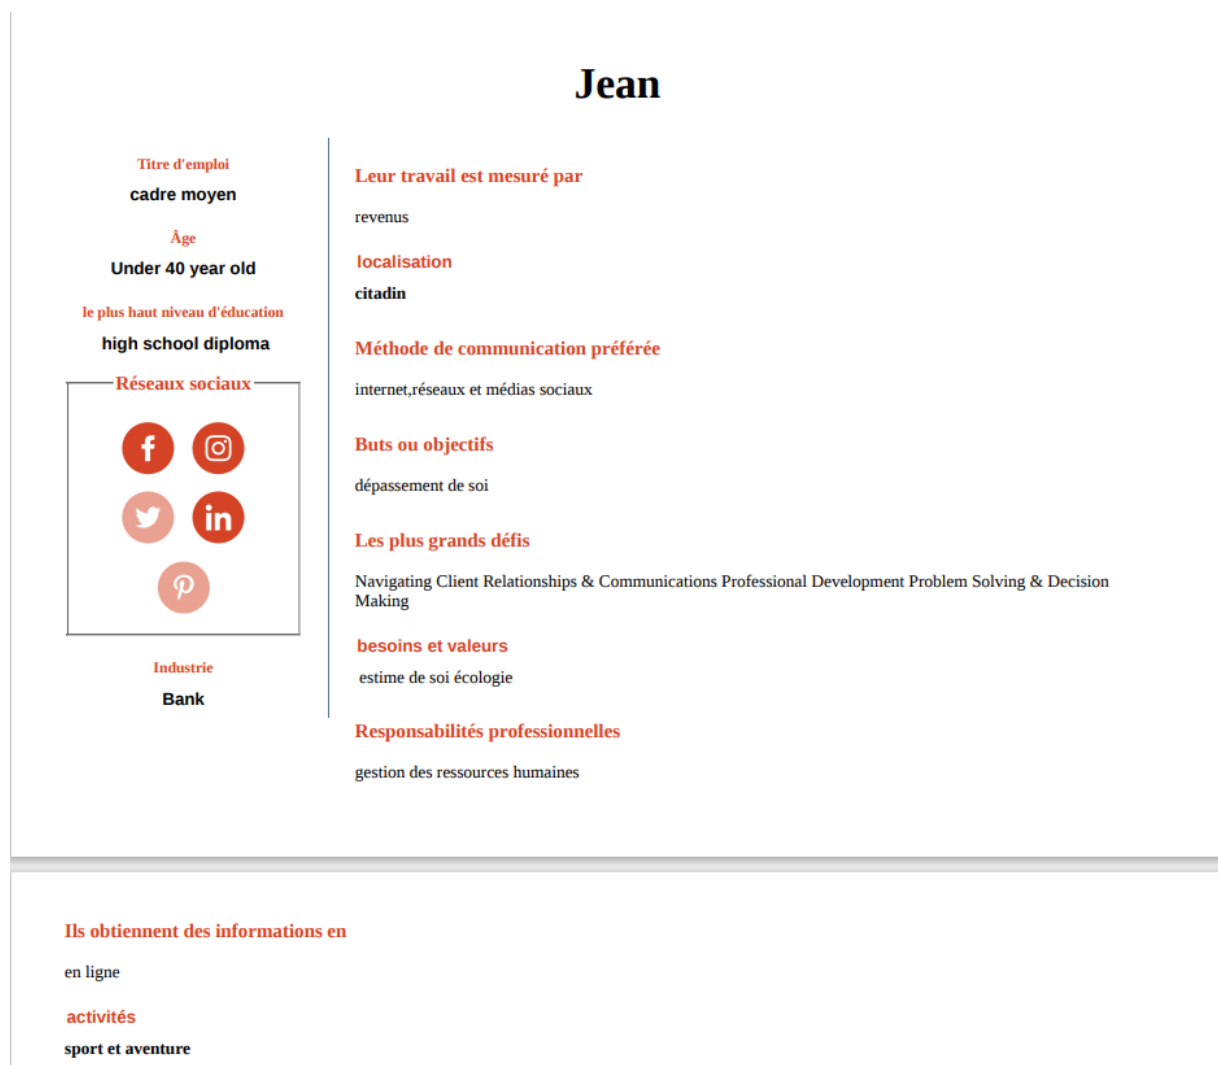 Jean
Titre d'emploi
cadre moyen
Âge
Under 40 year old
le plus haut niveau d'éducation
high school diploma
Réseaux sociaux
in
Industrie
Bank
Leur travail est mesuré par
revenus
localisation
citadin
Méthode de communication préférée
internet,réseaux et médias sociaux
Buts ou objectifs
dépassement de soi
Les plus grands défis
Navigating Client Relationships & Communications Professional Development Problem Solving & Decision
Making
besoins et valeurs
estime de soi écologie
Responsabilités professionnelles
gestion des ressources humaines
Ils obtiennent des informations en
en ligne
activités
sport et aventure